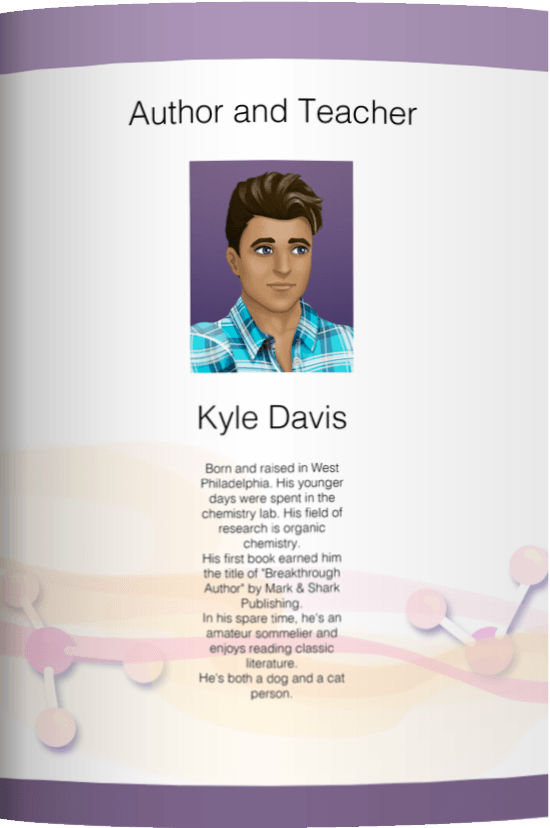 Author and Teacher
Kyle Davis
Born and raised in West
Philadelphia. His younger
days were spent in the
chemistry lab. His field of
research is organic
chemistry.
His first book earned him
the title of "Breakthrough
Author" by Mark & Shark
Publishing.
In his spare time, he's an
amateur sommelier and
enjoys reading classic
literature.
He's both a dog and a cat
person.